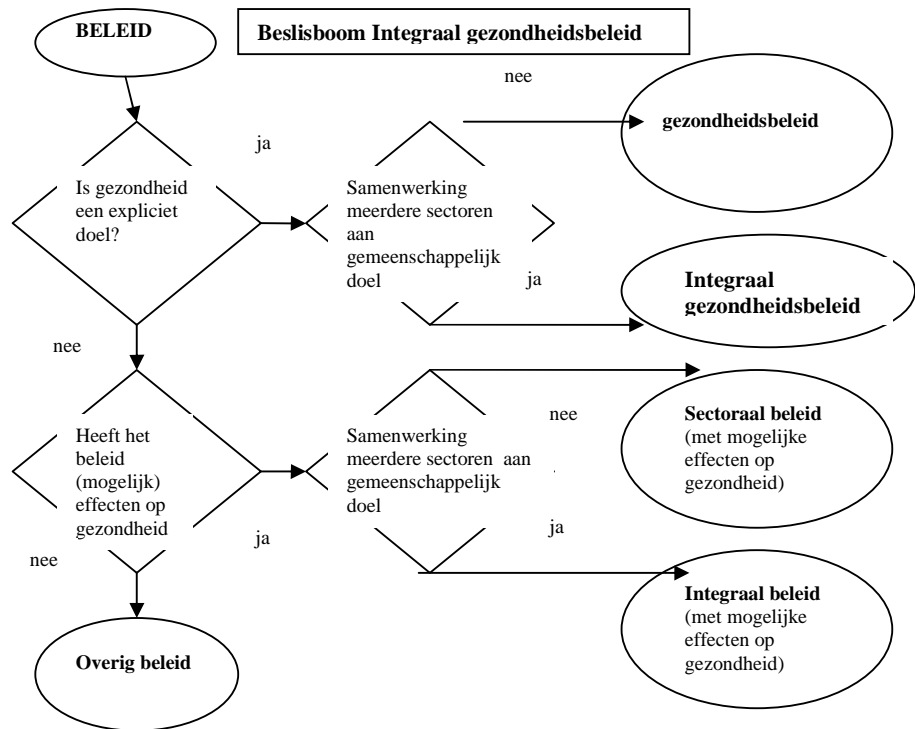 BELEID
Beslisboom Integraal gezondheidsbeleid
nee
gezondheidsbeleid
ja
Is gezondheid
een expliciet
doel?
Samenwerking
meerdere sectoren
aan
gemeenschappelijk
doel
ja
Integraal
gezondheidsbeleid
nee
Heeft het
beleid
(mogelijk)
effecten op
gezondheid
Samenwerking
meerdere sectoren aan
gemeenschappelijk
doel
nee
Sectoraal beleid
(met mogelijke
effecten op
gezondheid)
nee
ja
ja
Integraal beleid
(met mogelijke
effecten op
gezondheid)
Overig beleid